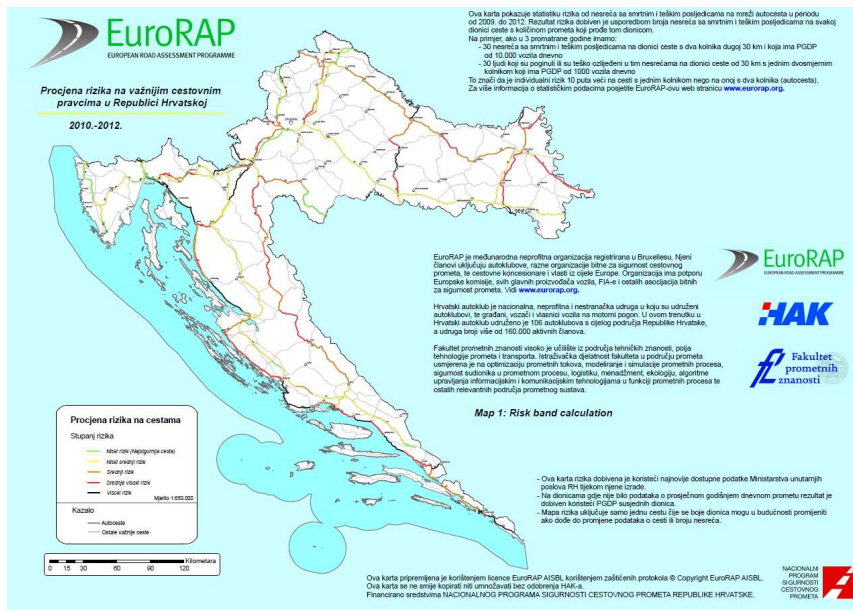 EuroRAP
EUROPEAN ROAD ASSESSMENT PROGRAMME
Procjena rizika na važnijim cestovnim
pravcima u Republici Hrvatskoj
2010.-2012.
Ova karta pokazuje statistiku rizika od nesreća sa smrtnim i teškim posljedicama na mreži autocesta u periodu
od 2009. do 2012. Rezultat rizika dobiven je usporedbom broja nesreća sa smrtnim i teškim posljedicama na svakoj
dionici ceste s količinom prometa koji prođe tom dionicom.
Na primjer, ako u 3 promatrane godine imamo:
- 30 nesreća sa smrtnim i teškim posljedicama na dionici ceste s dva kolnika dugoj 30 km i koja ima PGDP
od 10.000 vozila dnevno
- 30 ljudi koji su poginuli ili su teško ozlijeđeni u tim nesrećama na dionici ceste od 30 km s jednim dvosmjernim
kolnikom koji ima PGDP od 1000 vozila dnevno
To znači da je individualni rizik 10 puta veći na cesti s jednim kolnikom nego na onoj s dva kolnika (autocesta).
Za više informacija o statističkim podacima posjetite EuroRAP-ovu web stranicu www.eurorap.org.
EuroRAP je međunarodna neprofitna organizacija registrirana u Bruxellesu. Njeni
članovi uključuju autoklubove, razne organizacije bitne za sigurnost cestovnog
prometa, te cestovne koncesionare i vlasti iz cijele Europe. Organizacija ima potporu
Europske komisije, svih glavnih proizvođača vozila, FIA-e i ostalih asocijacija bitnih
za sigurnost prometa. Vidi www.eurorap.org.
Hrvatski autoklub je nacionalna, neprofitna i nestranačka udruga u koju su udruženi
autoklubovi, te građani, vozači i vlasnici vozila na motorni pogon. U ovom trenutku u
Hrvatski autoklub udruženo je 106 autoklubova s cijelog područja Republike Hrvatske,
a udruga broji više od 160.000 aktivnih članova.
Fakultet prometnih znanosti visoko je učilište iz područja tehničkih znanosti, polja
tehnologije prometa i transporta. Istraživačka djelatnost fakulteta u području prometa
usmjerena je na optimizaciju prometnih tokova, modeliranje i simulacije prometnih procesa,
sigurnost sudionika u prometnom procesu, logistiku, menadžment, ekologiju, algoritme
upravljanja informacijskim i komunikacijskim tehnologijama u funkciji prometnih procesa te
ostalih relevantnih područja prometnog sustava.
EuroRAP
EUROPEAN ROAD ASSESSMENT PROGRAMME
HAK
Fakultet
prometnih
znanosti
Map 1: Risk band calculation
Procjena rizika na cestama
Stupanj rizika
Niski rizik (Najsigurnije ceste)
Niski srednji rizik
Srednji rizik
Srednje visoki rizik
Visoki rizik
Mjerilo 1:650.000
Kazalo
Autoceste
Ostale važnije ceste
Kilometara
0 15 30 60 90 120
- Ova karta rizika dobivena je koristeći najnovije dostupne podatke Ministarstva unutarnjih
poslova RH tijekom njene izrade.
- Na dionicama gdje nije bilo podataka o prosječnom godišnjem dnevnom prometu rezultat je
dobiven koristeći PGDP susjednih dionica.
- Mapa rizika uključuje samo jednu cestu čije se boje dionica mogu u budućnosti promijeniti
ako dođe do promjene podataka o cesti ili broju nesreća.
Ova karta pripremljena je korištenjem licence EuroRAP AISBL korištenjem zaštićenih protokola © Copyright EuroRAP AISBL.
Ova karta se ne smije kopirati niti umnožavati bez odobrenja HAK-a.
Financirano sredstvima NACIONALNOG PROGRAMA SIGURNOSTI CESTOVNOG PROMETA REPUBLIKE HRVATSKE.
NACIONALNI
PROGRAM
SIGURNOSTI
CESTOVNOG
PROMETA